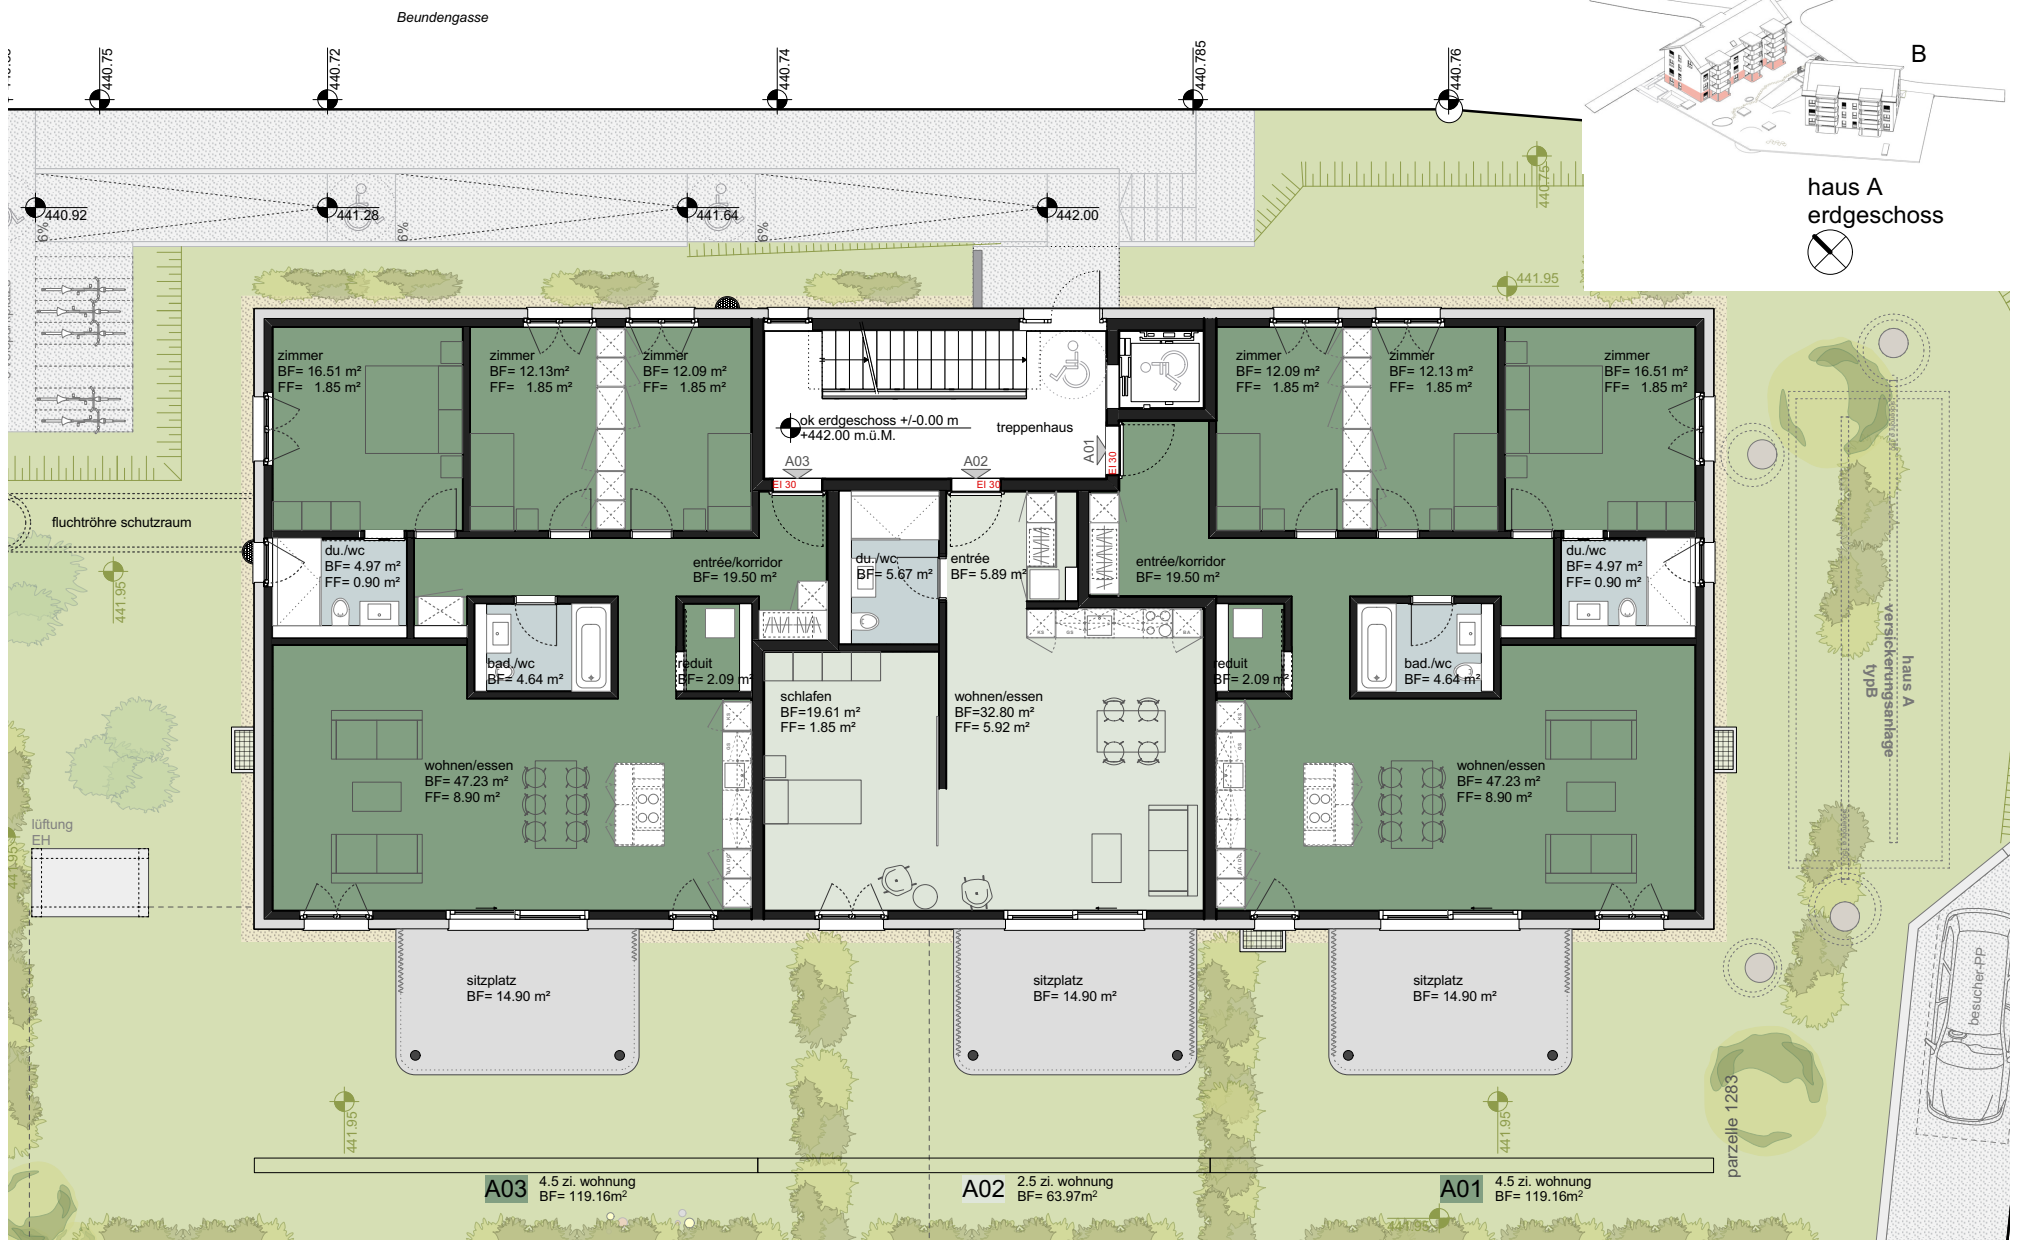 Beundengasse
440.75
440.72
440.74
440.785
440.76
B
haus A
erdgeschoss
440.75
440.92
441.28
441.64
442.00
6%
6%
6%
441.95
zimmer
BF= 16.51 m²
FF= 1.85 m²
zimmer
BF= 12.13m²
FF= 1.85 m²
zimmer
BF= 12.09 m²
FF= 1.85 m²
zimmer
BF= 12.09 m²
FF= 1.85 m²
zimmer
BF= 12.13 m²
FF= 1.85 m²
zimmer
BF= 16.51 m²
FF= 1.85 m²
ok erdgeschoss +/-0.00 m
+442.00 m.ü.M.
treppenhaus
A03
A02
A01
EI 30
EI 30
EI 30
fluchtröhre schutzraum
du./wc
BF= 4.97 m²
FF= 0.90 m²
entrée/korridor
BF= 19.50 m²
du./wc
BF= 5.67 m²
entrée
BF= 5.89 m²
entrée/korridor
BF= 19.50 m²
du./wc
BF= 4.97 m²
FF= 0.90 m²
441.95
bad./wc
BF= 4.64 m²
reduit
BF= 2.09 m²
schlafen
BF=19.61 m²
FF= 1.85 m²
wohnen/essen
BF=32.80 m²
FF= 5.92 m²
reduit
BF= 2.09 m²
bad./wc
BF= 4.64 m²
KS
GS
BA
haus A
versickerungsanlage
typB
wohnen/essen
BF= 47.23 m²
FF= 8.90 m²
wohnen/essen
BF= 47.23 m²
FF= 8.90 m²
lüftung
EH
441.95
sitzplatz
BF= 14.90 m²
sitzplatz
BF= 14.90 m²
sitzplatz
BF= 14.90 m²
besucher-PP
441.95
441.95
parzelle 1283
A03
4.5 zi. wohnung
BF= 119.16m²
A02
2.5 zi. wohnung
BF= 63.97m²
A01
4.5 zi. wohnung
BF= 119.16m²
441.95